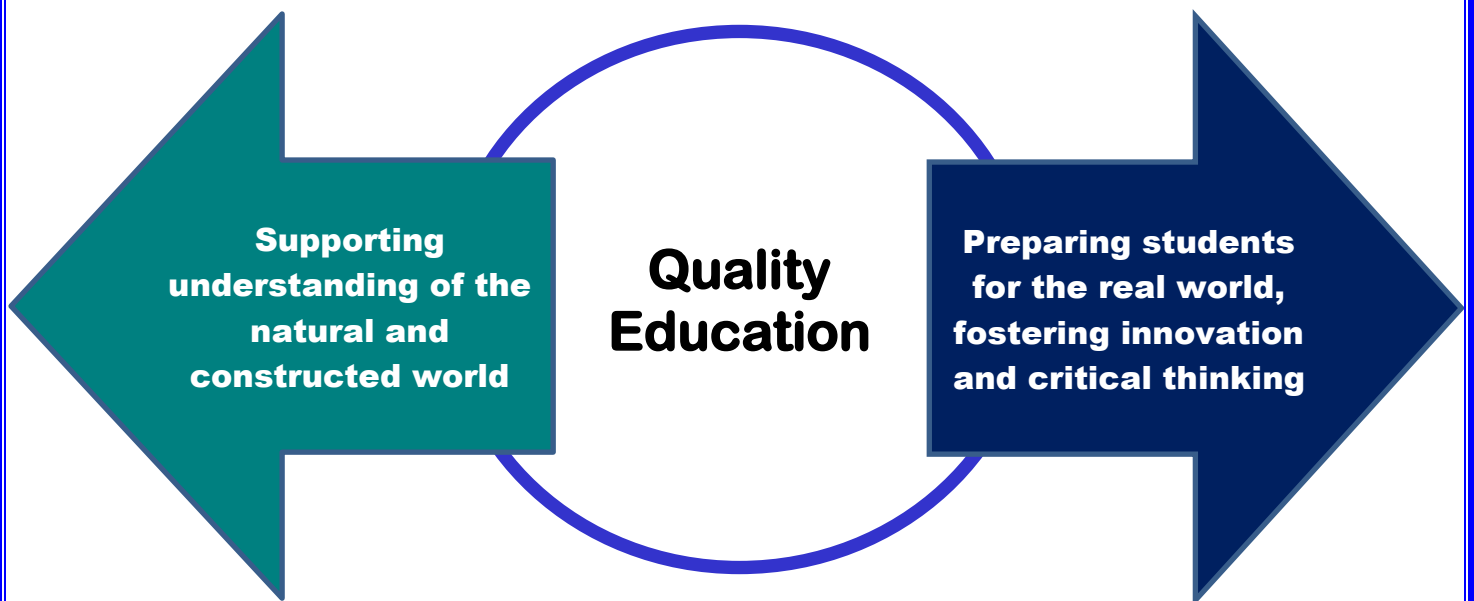 Supporting
understanding of the
natural and
constructed world
Quality
Education
Preparing students
for the real world,
fostering innovation
and critical thinking